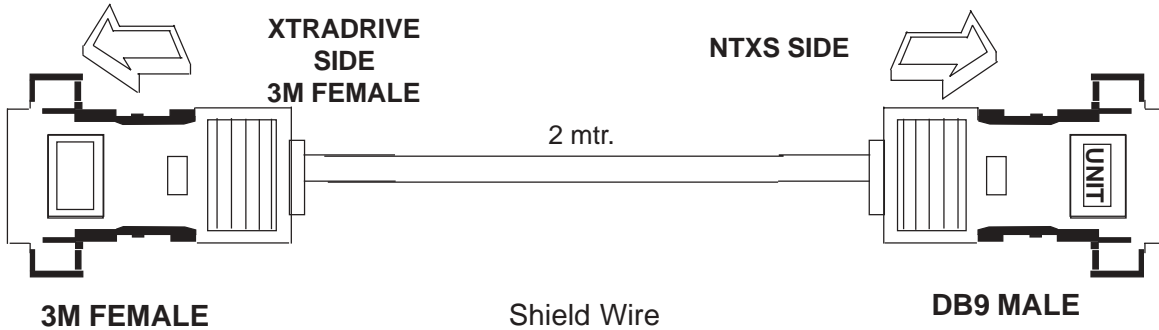 XTRADRIVE
SIDE
3M FEMALE
NTXS SIDE
2 mtr.
UNIT
3M FEMALE
Shield Wire
DB9 MALE